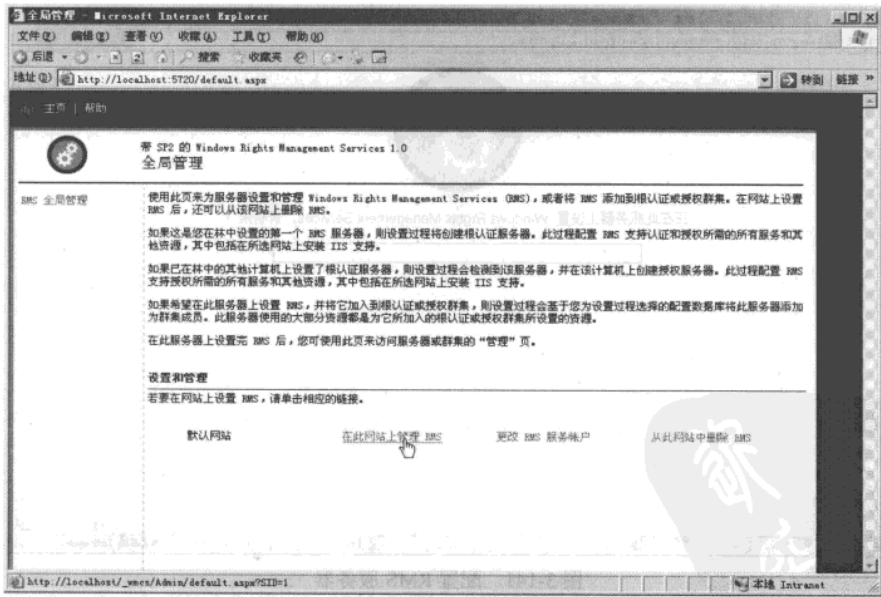 全局管理 - Microsoft Internet Explorer
文件(F) 编辑(E) 查看(V) 收藏(A) 工具(T) 帮助(H)
后退 搜索 收藏夹
地址(D) http://localhost:5720/default.aspx 转到 链接 »
主页 | 帮助
带 SP2 的 Windows Rights Management Services 1.0
全局管理
RMS 全局管理
使用此页来为服务器设置和管理 Windows Rights Management Services (RMS),或者将 RMS 添加到根认证或授权群集。在网站上设置
RMS 后,还可以从该网站上删除 RMS。
如果这是您在林中设置的第一个 RMS 服务器,则设置过程将创建根认证服务器。此过程配置 RMS 支持认证和授权所需的所有服务和其
他资源,其中包括在所选网站上安装 IIS 支持。
如果已在林中的其他计算机上设置了根认证服务器,则设置过程会检测到该服务器,并在该计算机上创建授权服务器。此过程配置 RMS
支持授权所需的所有服务和其他资源,其中包括在所选网站上安装 IIS 支持。
如果希望在此服务器上设置 RMS,并将它加入到根认证或授权群集,则设置过程会基于您为设置过程选择的配置数据库将此服务器添加
为群集成员。此服务器使用的大部分资源都是为它所加入的根认证或授权群集所设置的资源。
在此服务器上设置完 RMS 后,您可使用此页来访问服务器或群集的“管理”页。
设置和管理
若要在网站上设置 RMS,请单击相应的链接。
默认网站 在此网站上管理 RMS 更改 RMS 服务帐户 从此网站中删除 RMS
http://localhost/_wmcs/Admin/default.aspx?SID=1 本地 Intranet